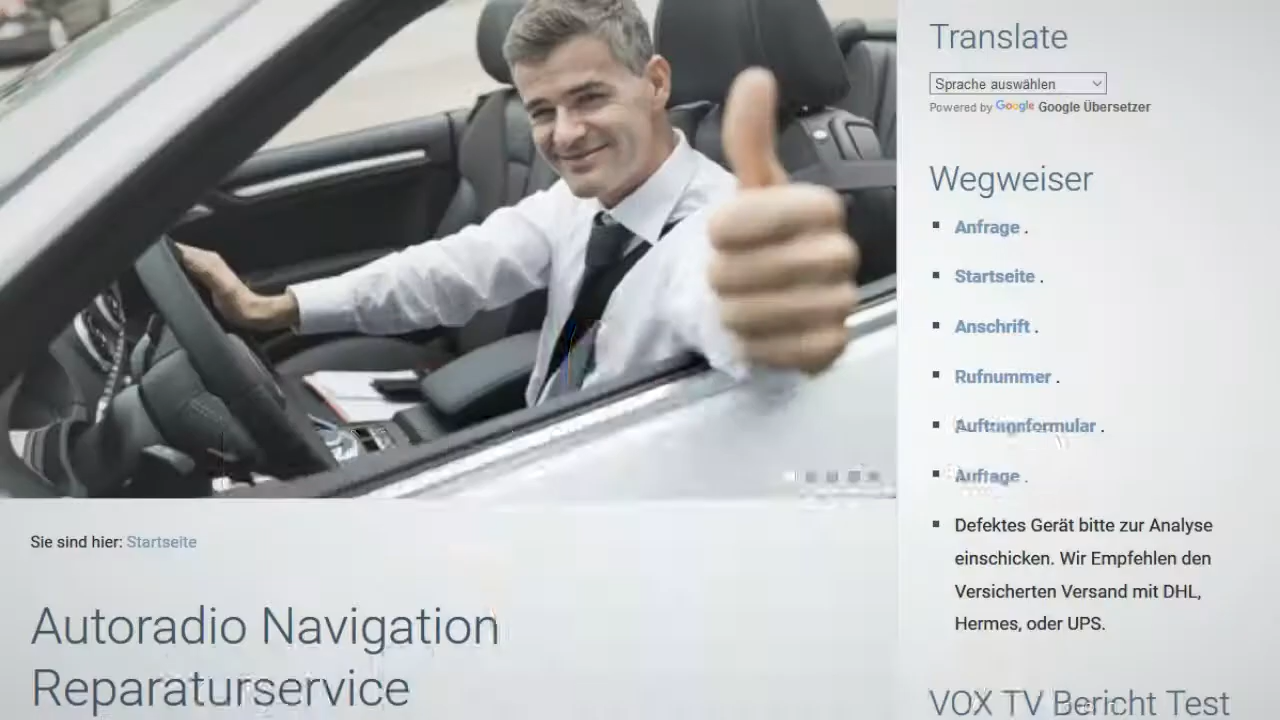 Translate
Sprache auswählen
Powered by Google Google Übersetzer
Wegweiser
Anfrage .
Startseite .
Anschrift .
Rufnummer .
Defektes Gerät bitte zur Analyse
einschicken. Wir Empfehlen den
Versicherten Versand mit DHL,
Hermes, oder UPS.
VOX TV Bericht Test
Sie sind hier: Startseite
Autoradio Navigation
Reparaturservice